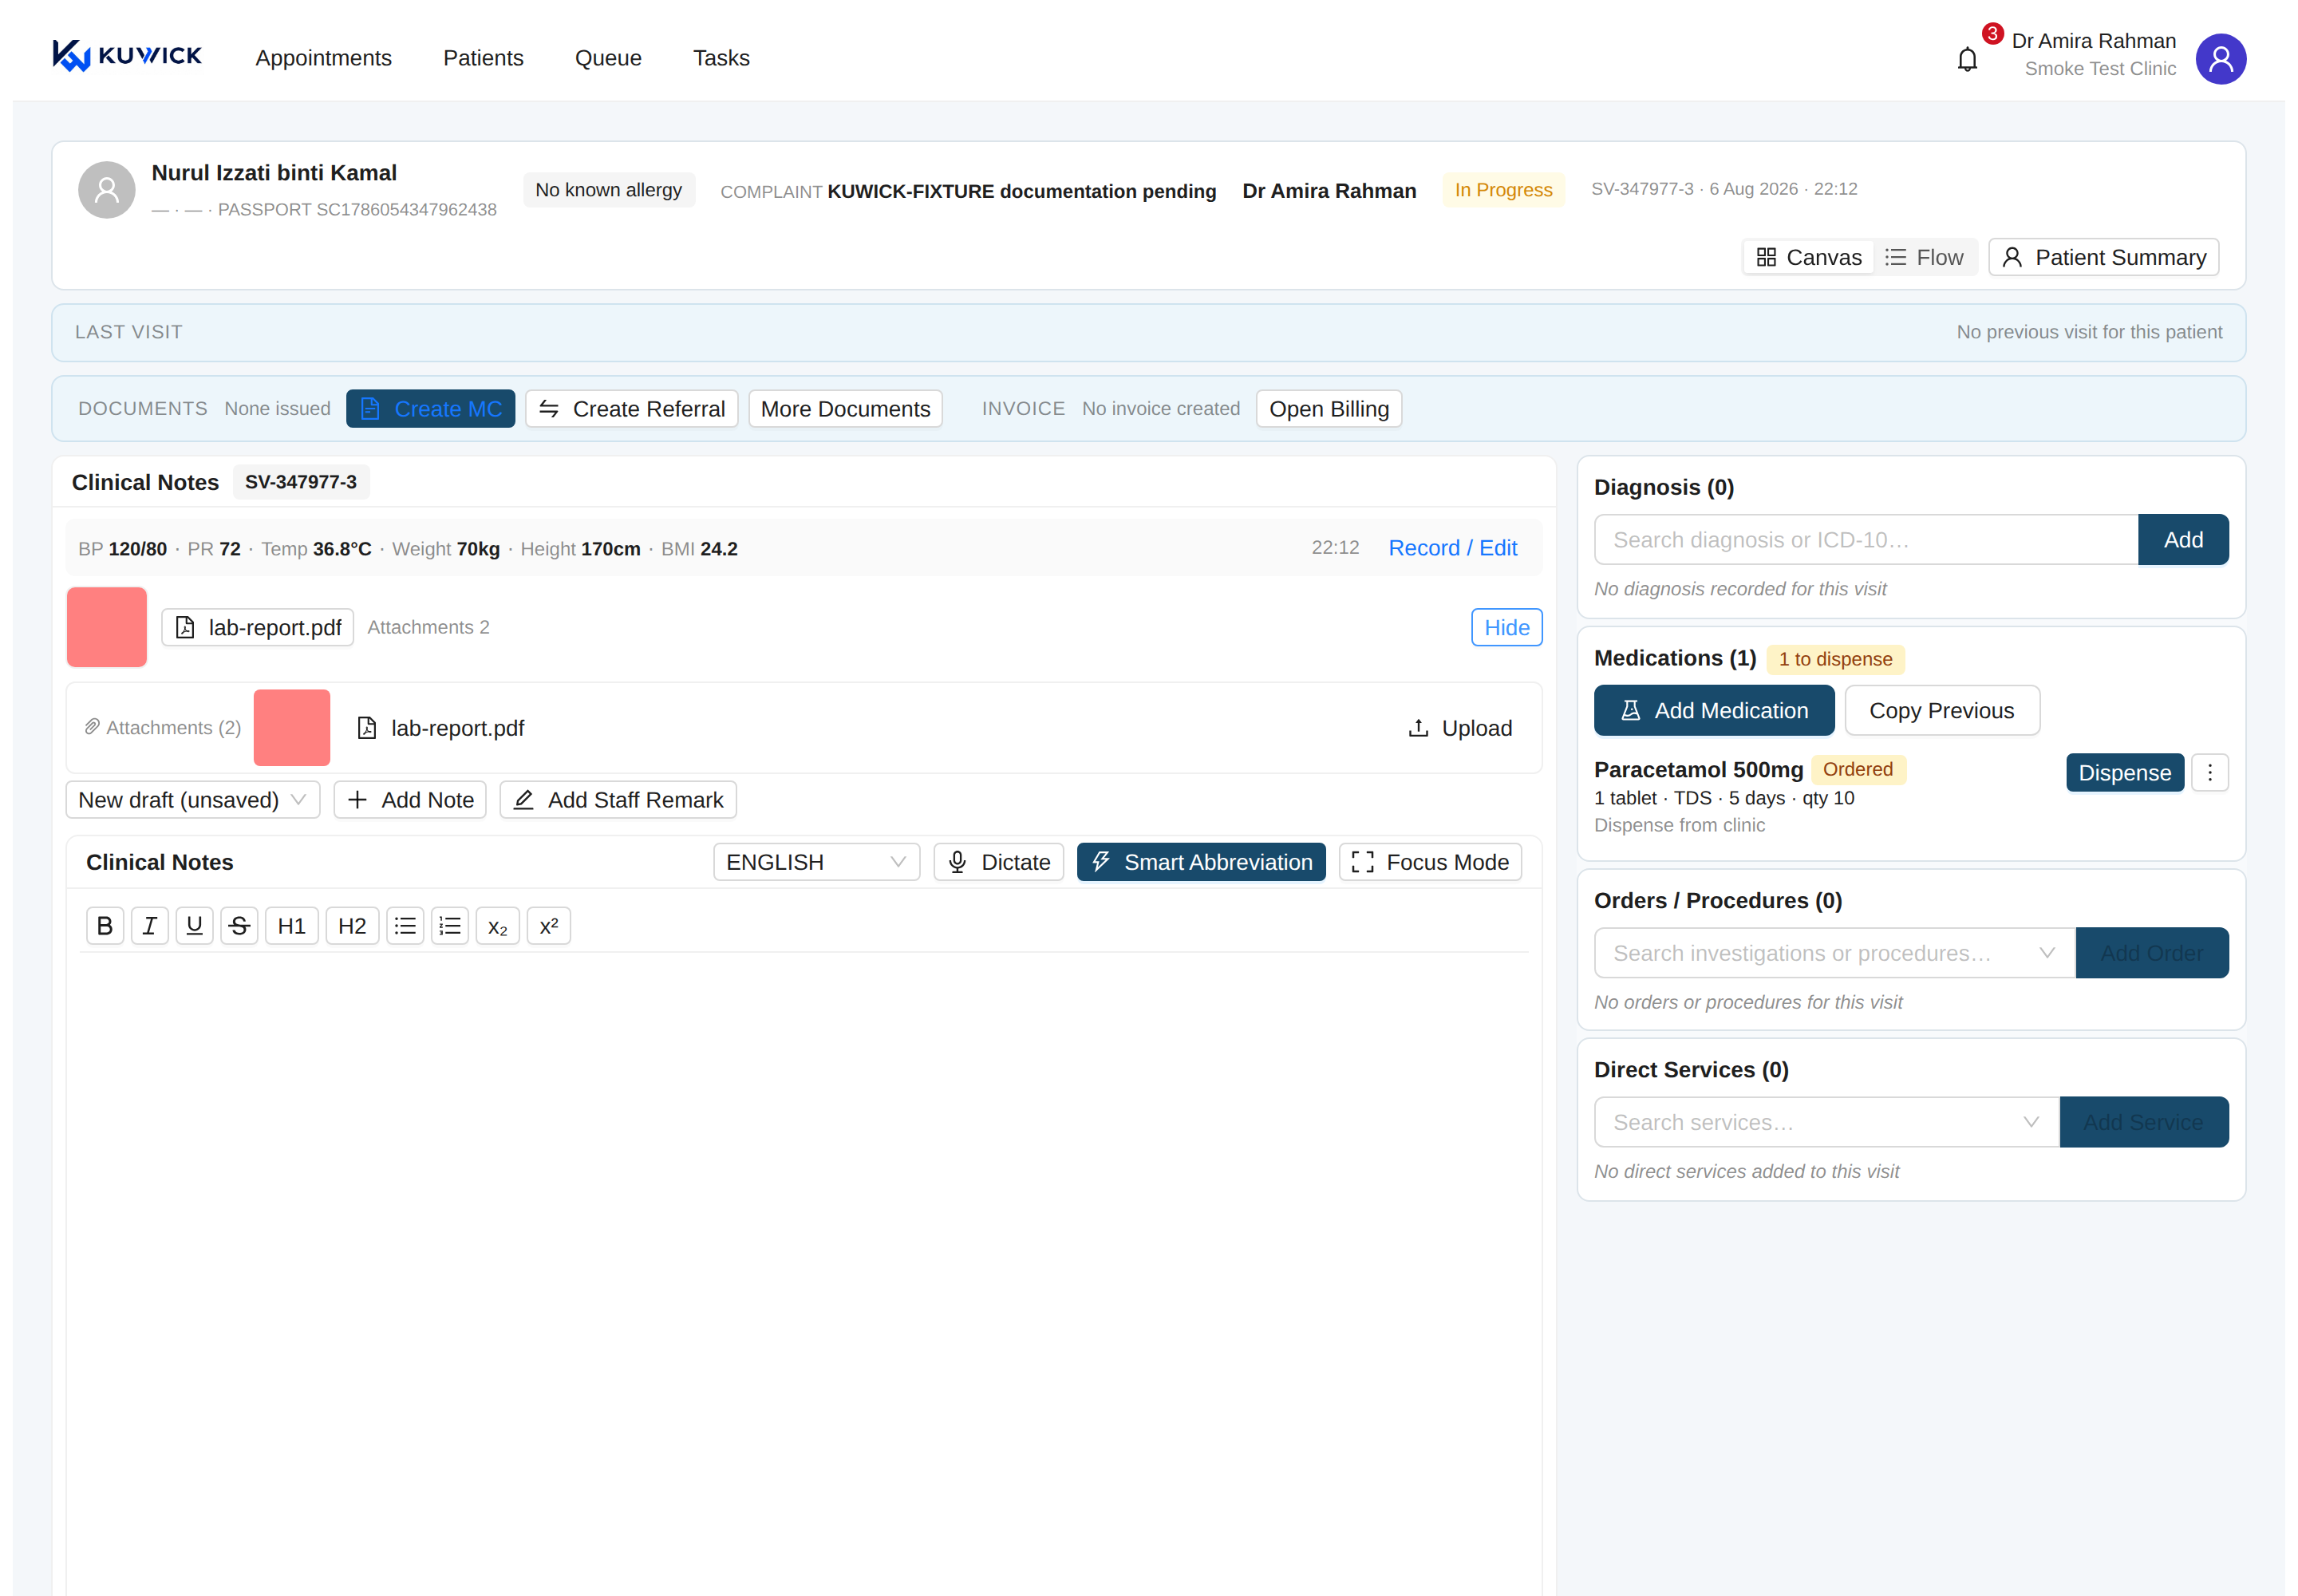 KUWICK
Appointments Patients Queue Tasks
3
Dr Amira Rahman
Smoke Test Clinic
Nurul Izzati binti Kamal
— · — · PASSPORT SC1786054347962438
No known allergy
COMPLAINT KUWICK-FIXTURE documentation pending
Dr Amira Rahman
In Progress
SV-347977-3 · 6 Aug 2026 · 22:12
Canvas Flow Patient Summary
LAST VISIT No previous visit for this patient
DOCUMENTS None issued Create MC Create Referral More Documents INVOICE No invoice created Open Billing
Clinical Notes SV-347977-3
BP 120/80 · PR 72 · Temp 36.8°C · Weight 70kg · Height 170cm · BMI 24.2 22:12 Record / Edit
lab-report.pdf Attachments 2 Hide
Attachments (2) lab-report.pdf Upload
New draft (unsaved) Add Note Add Staff Remark
Clinical Notes ENGLISH Dictate Smart Abbreviation Focus Mode
B I U S H1 H2 x₂ x²
Diagnosis (0)
Search diagnosis or ICD-10… Add
No diagnosis recorded for this visit
Medications (1) 1 to dispense
Add Medication Copy Previous
Paracetamol 500mg Ordered Dispense
1 tablet · TDS · 5 days · qty 10
Dispense from clinic
Orders / Procedures (0)
Search investigations or procedures… Add Order
No orders or procedures for this visit
Direct Services (0)
Search services… Add Service
No direct services added to this visit